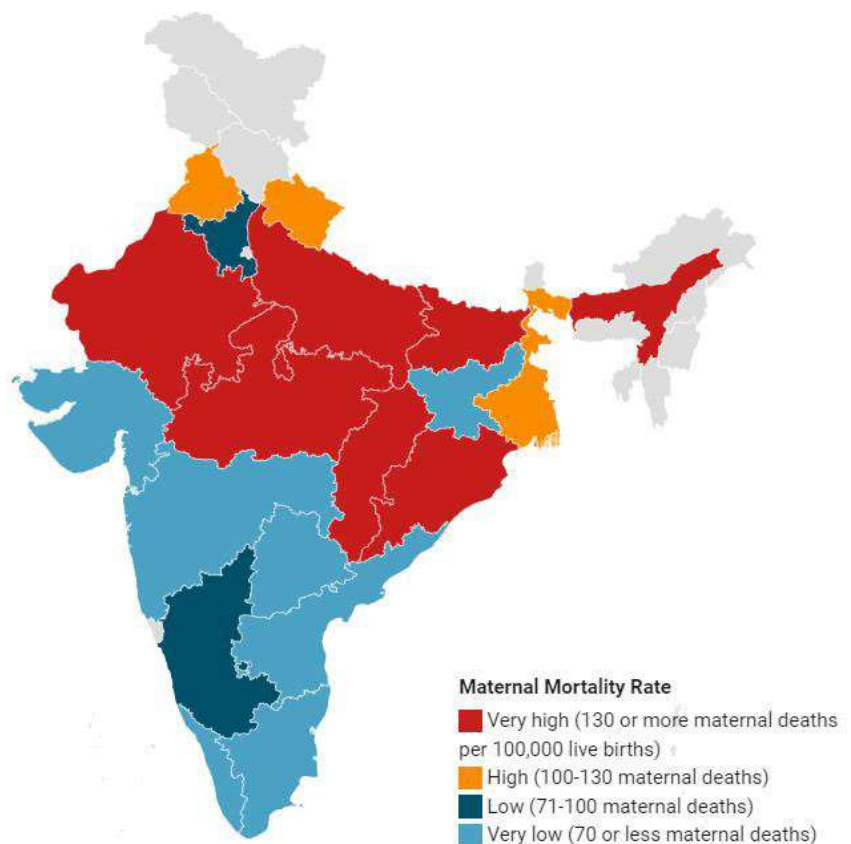 Maternal Mortality Rate
Very high (130 or more maternal deaths
per 100,000 live births)
High (100-130 maternal deaths)
Low (71-100 maternal deaths)
Very low (70 or less maternal deaths)